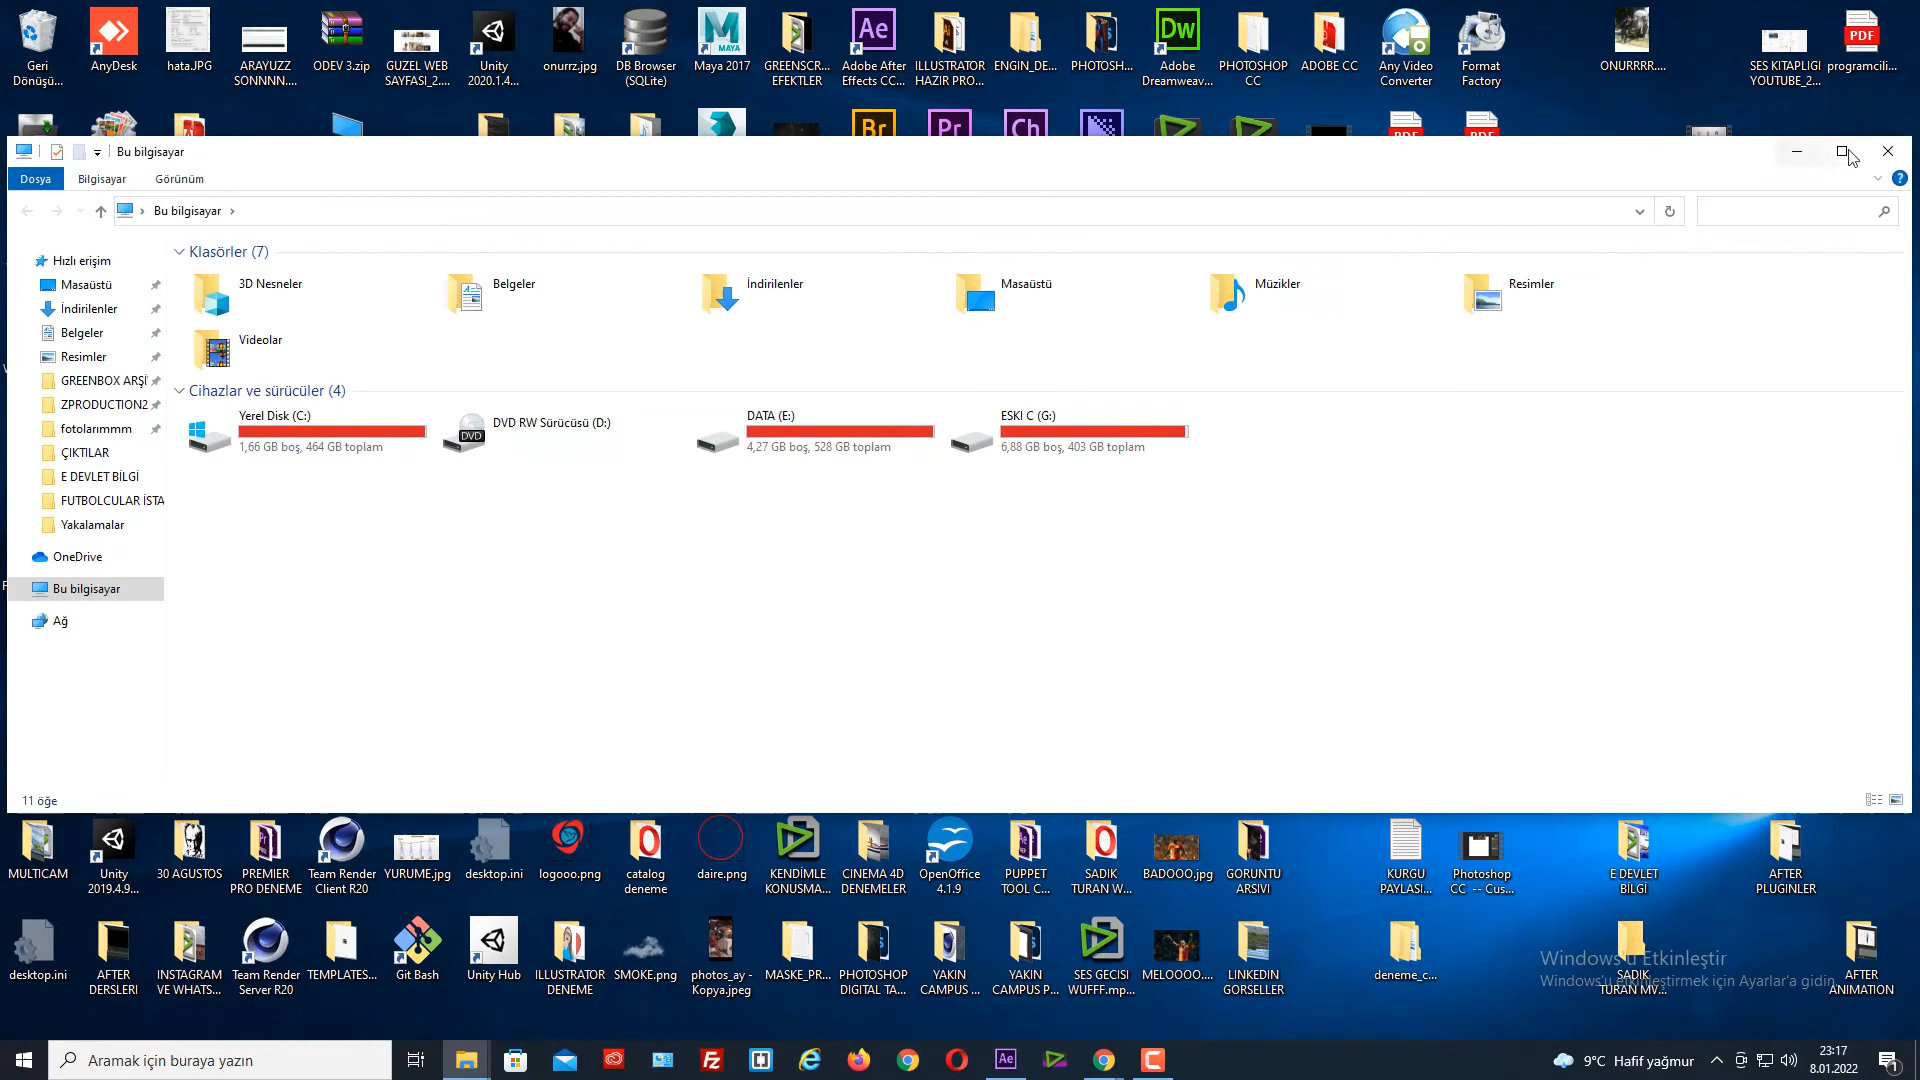 Geri
Dönüşü...
AnyDesk
hata.JPG
ARAYUZZ
SONNNN....
ODEV 3.zip
GUZEL WEB
SAYFASI_2....
Unity
2020.1.4...
onurrz.jpg
DB Browser
(SQLite)
Maya 2017
GREENSCR...
EFEKTLER
Adobe After
Effects CC...
ILLUSTRATOR
HAZIR PRO...
ENGIN_DE...
PHOTOSH...
Adobe
Dreamweav...
PHOTOSHOP
CC
ADOBE CC
Any Video
Converter
Format
Factory
ONURRRR....
SES KITAPLIGI
YOUTUBE_2...
programcili...
Bu bilgisayar
Dosya
Bilgisayar
Görünüm
Bu bilgisayar
Hızlı erişim
Masaüstü
İndirilenler
Belgeler
Resimler
GREENBOX ARŞİ
ZPRODUCTION2
fotolarımmm
ÇIKTILAR
E DEVLET BİLGİ
FUTBOLCULAR İSTA
Yakalamalar
OneDrive
Bu bilgisayar
Ağ
Klasörler (7)
3D Nesneler
Belgeler
İndirilenler
Masaüstü
Müzikler
Resimler
Videolar
Cihazlar ve sürücüler (4)
Yerel Disk (C:)
1,66 GB boş, 464 GB toplam
DVD RW Sürücüsü (D:)
DATA (E:)
4,27 GB boş, 528 GB toplam
ESKI C (G:)
6,88 GB boş, 403 GB toplam
11 öğe
MULTICAM
Unity
2019.4.9...
30 AGUSTOS
PREMIER
PRO DENEME
Team Render
Client R20
YURUME.jpg
desktop.ini
logooo.png
catalog
deneme
daire.png
KENDİMLE
KONUSMA...
CINEMA 4D
DENEMELER
OpenOffice
4.1.9
PUPPET
TOOL C...
SADIK
TURAN W...
BADOOO.jpg
GORUNTU
ARSIVI
KURGU
PAYLASI...
Photoshop
CC -- Cus...
E DEVLET
BİLGİ
AFTER
PLUGINLER
desktop.ini
AFTER
DERSLERI
INSTAGRAM
VE WHATS...
Team Render
Server R20
TEMPLATES...
Git Bash
Unity Hub
ILLUSTRATOR
DENEME
SMOKE.png
photos_ay -
Kopya.jpeg
MASKE_PR...
PHOTOSHOP
DIGITAL TA...
YAKIN
CAMPUS ...
YAKIN
CAMPUS P...
SES GECISI
WUFFF.mp...
MELOOOO....
LINKEDIN
GORSELLER
deneme_c...
SADIK
TURAN MV...
AFTER
ANIMATION
Windows'u Etkinleştir
Windows'u etkinleştirmek için Ayarlar'a gidin.
Aramak için buraya yazın
9°C Hafif yağmur
23:17
8.01.2022